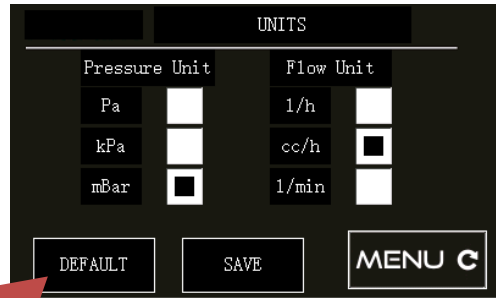 UNITS
Pressure Unit Flow Unit
Pa 1/h
kPa cc/h
mBar 1/min
DEFAULT SAVE MENU